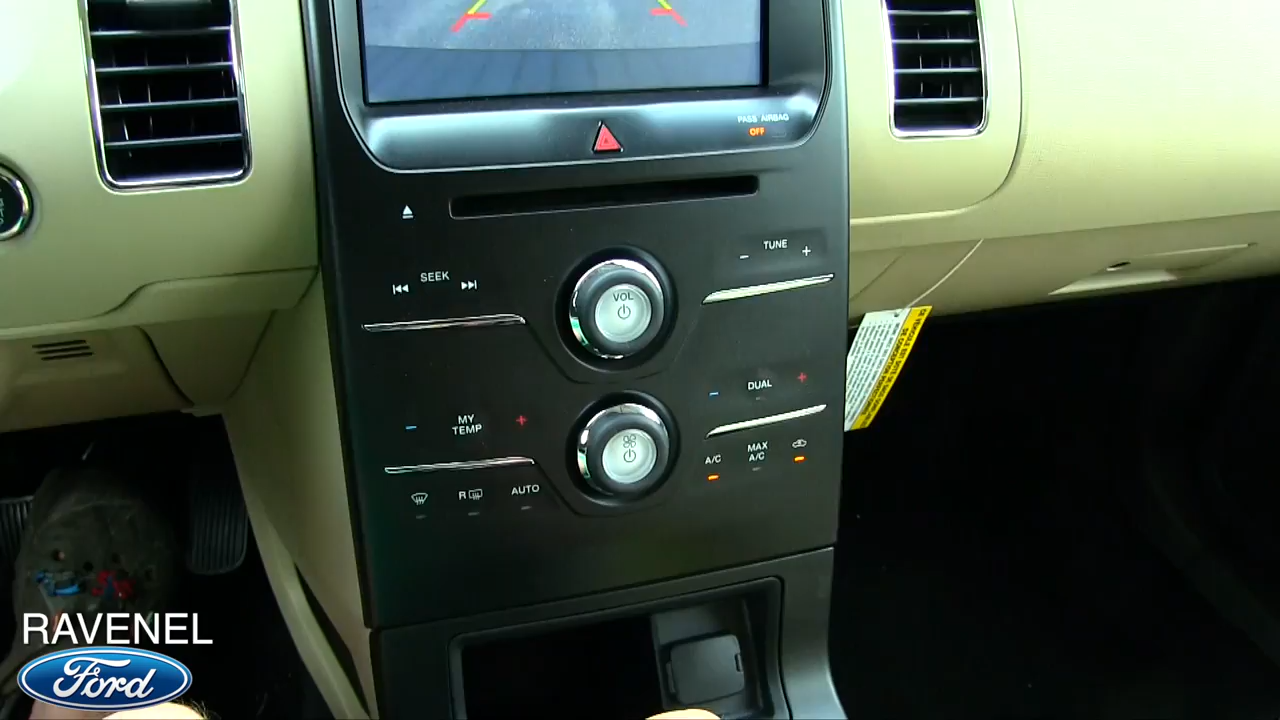 PASS AIRBAG
OFF
SEEK
TUNE
VOL
MY
TEMP
DUAL
A/C
MAX
A/C
R
AUTO
RAVENEL
Ford